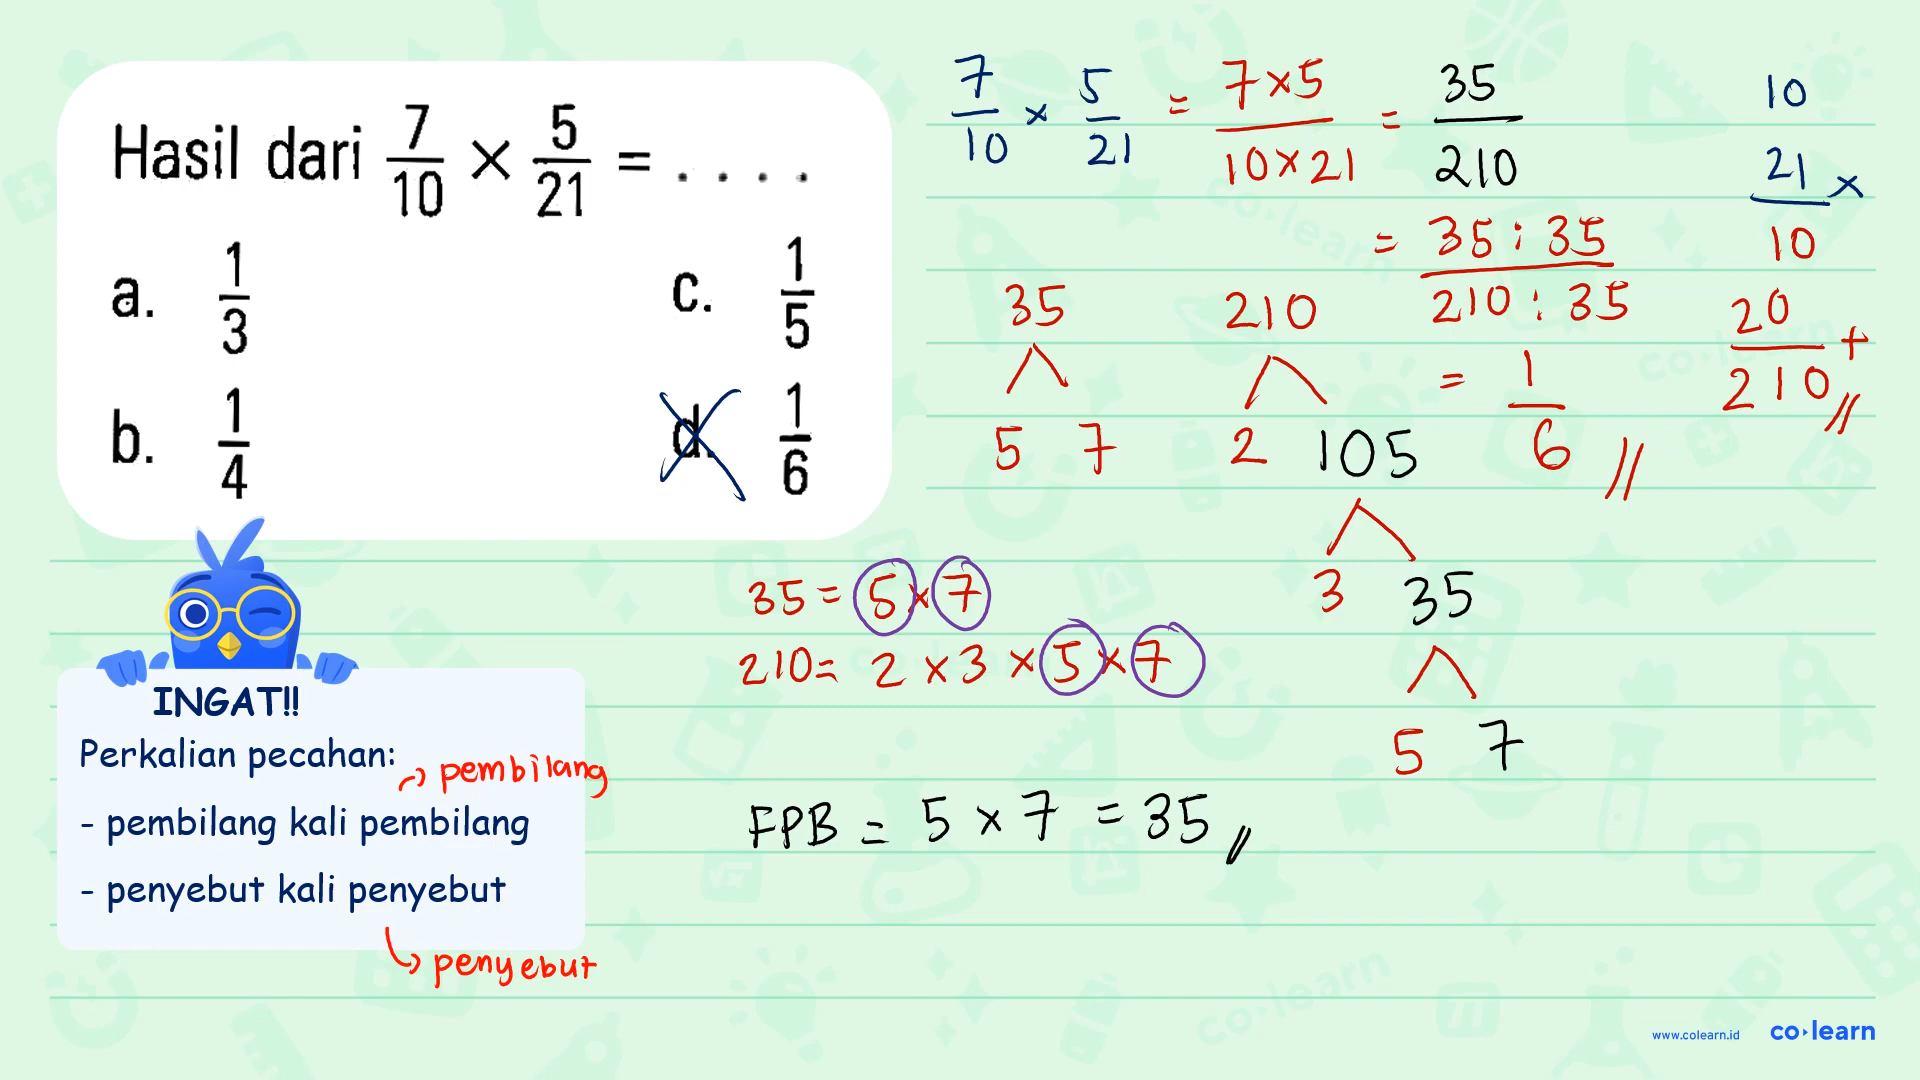 Hasil dari 7/10 × 5/21 = . . . .
a. 1/3
c. 1/5
b. 1/4
d. 1/6
7/10 × 5/21 = 7×5/10×21 = 35/210
= 35 : 35/210 : 35
= 1/6 //
10
21 ×
10
20 +
210 //
35
5 7
210
2 105
3 35
5 7
35 = 5 × 7
210 = 2 × 3 × 5 × 7
FPB = 5 × 7 = 35 //
INGAT!!
Perkalian pecahan:
pembilang
- pembilang kali pembilang
- penyebut kali penyebut
penyebut
www.colearn.id co·learn